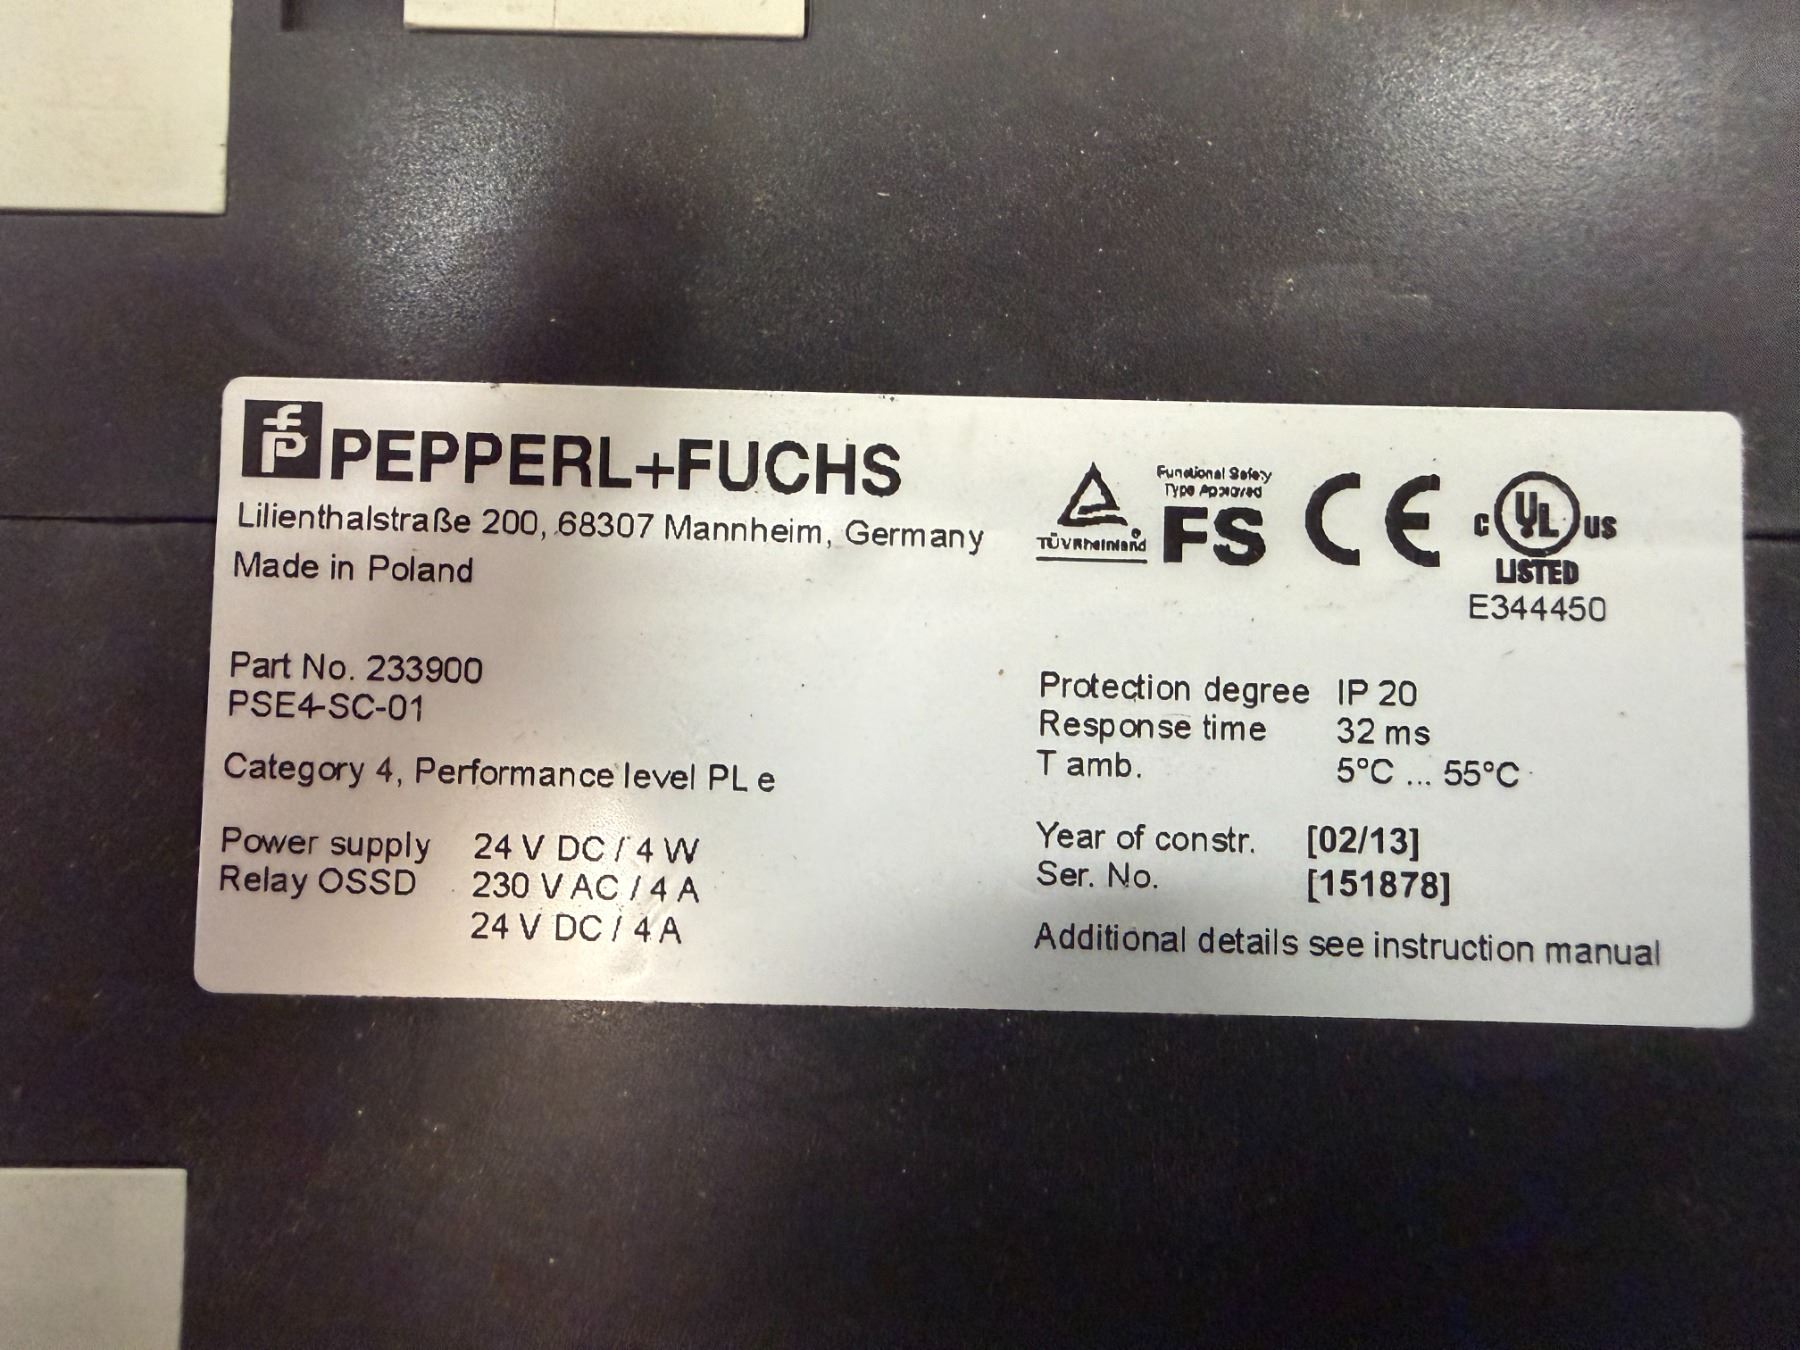 PEPPERL+FUCHS
Lilienthalstraße 200, 68307 Mannheim, Germany
Made in Poland
TÜVRheinland
Functional Safety
Type Approved
FS
CE
C UL US
LISTED
E344450
Part No. 233900
PSE4-SC-01
Category 4, Performance level PL e
Power supply 24 V DC / 4 W
Relay OSSD 230 V AC / 4 A
24 V DC / 4 A
Protection degree IP 20
Response time 32 ms
T amb. 5°C ... 55°C
Year of constr. [02/13]
Ser. No. [151878]
Additional details see instruction manual